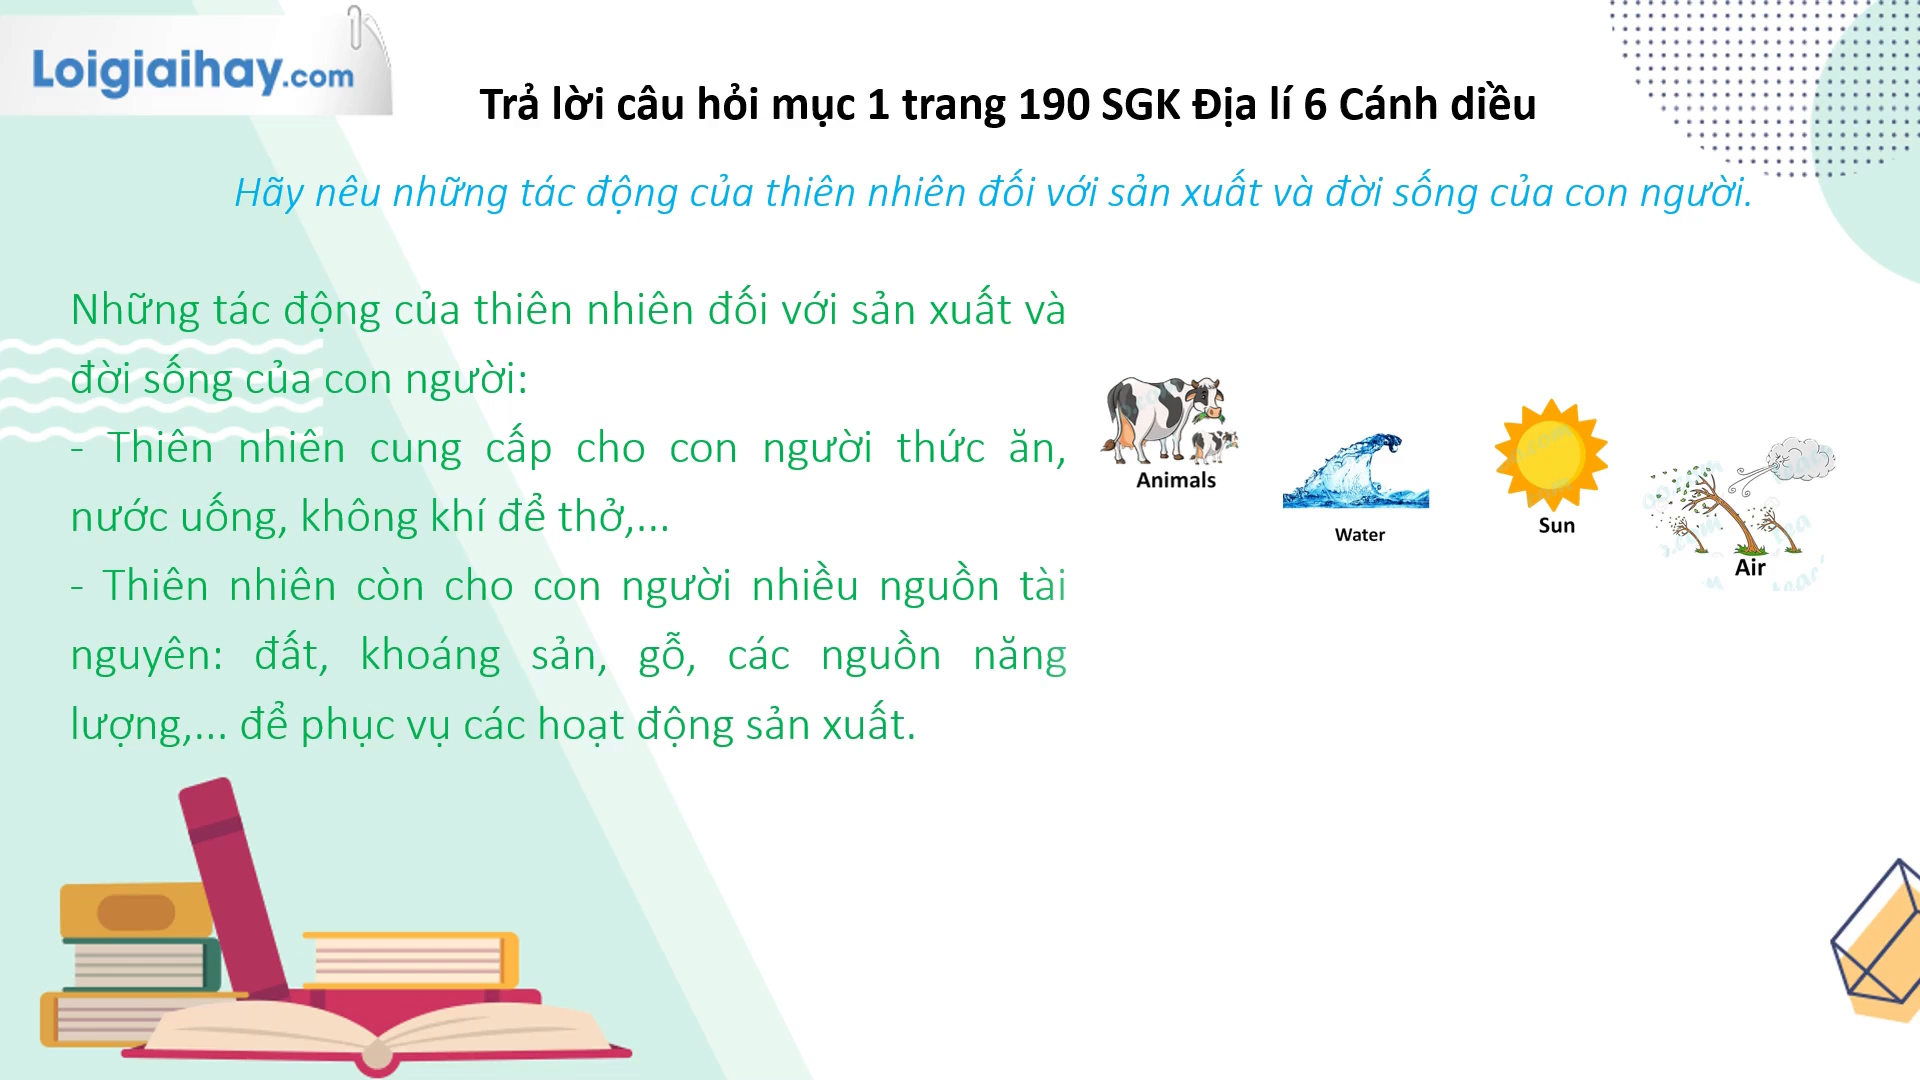 Loigiaihay.com
Trả lời câu hỏi mục 1 trang 190 SGK Địa lí 6 Cánh diều
Hãy nêu những tác động của thiên nhiên đối với sản xuất và đời sống của con người.
Những tác động của thiên nhiên đối với sản xuất và
đời sống của con người:
- Thiên nhiên cung cấp cho con người thức ăn,
nước uống, không khí để thở,...
- Thiên nhiên còn cho con người nhiều nguồn tài
nguyên: đất, khoáng sản, gỗ, các nguồn năng
lượng,... để phục vụ các hoạt động sản xuất.
Animals
Water
Sun
Air